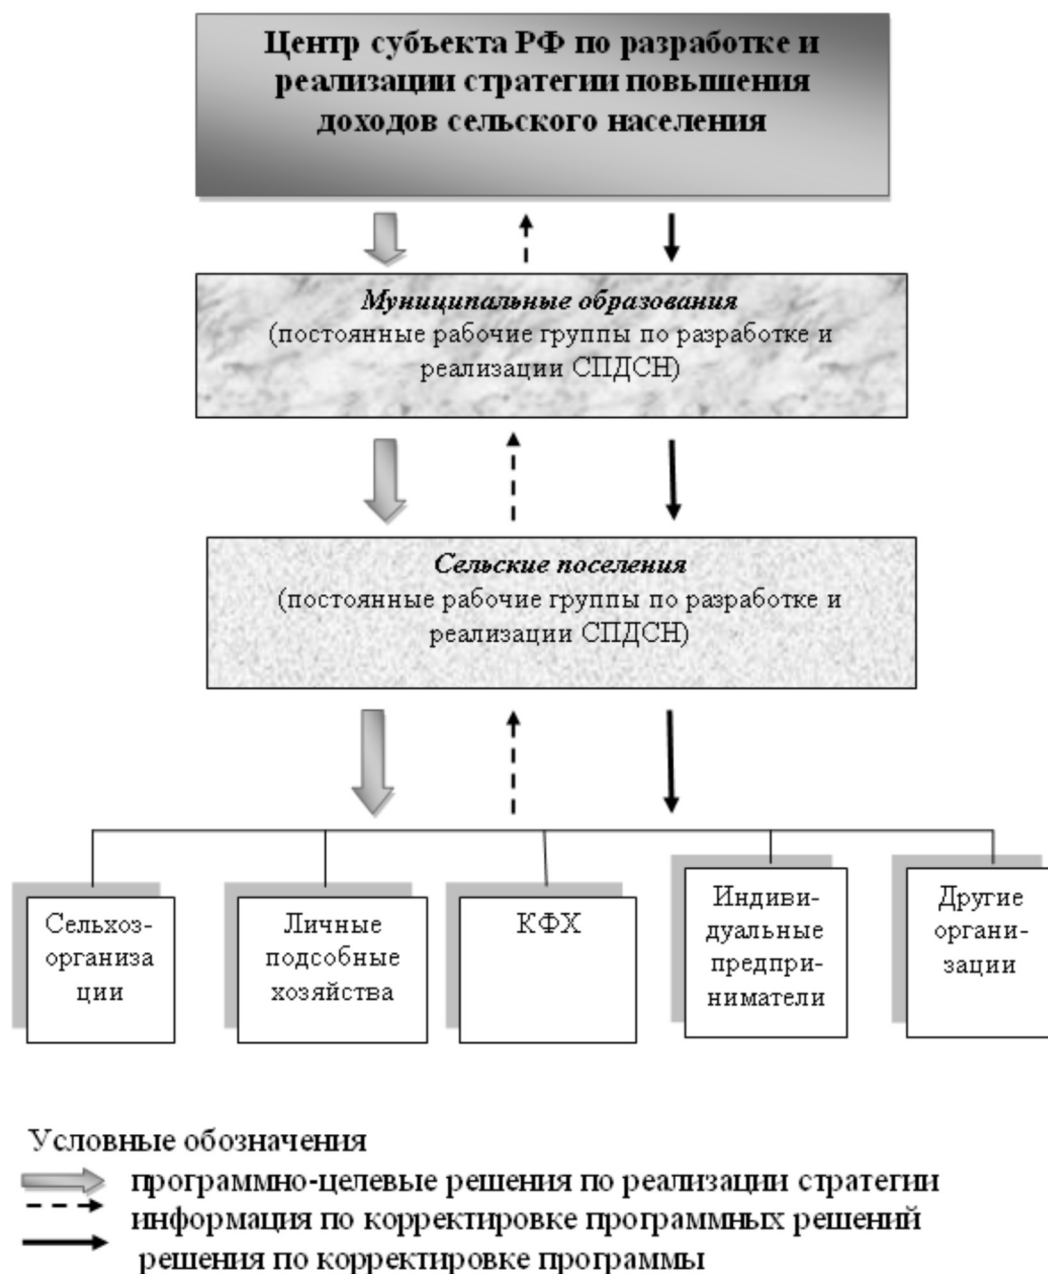 Центр субъекта РФ по разработке и
реализации стратегии повышения
доходов сельского населения
Муниципальные образования
(постоянные рабочие группы по разработке и
реализации СПДСН)
Сельские поселения
(постоянные рабочие группы по разработке и
реализации СПДСН)
Сельхоз-
организа
ции
Личные
подсобные
хозяйства
КФХ
Индиви-
дуальные
предпри-
ниматели
Другие
органи-
зации
Условные обозначения
программно-целевые решения по реализации стратегии
информация по корректировке программных решений
решения по корректировке программы